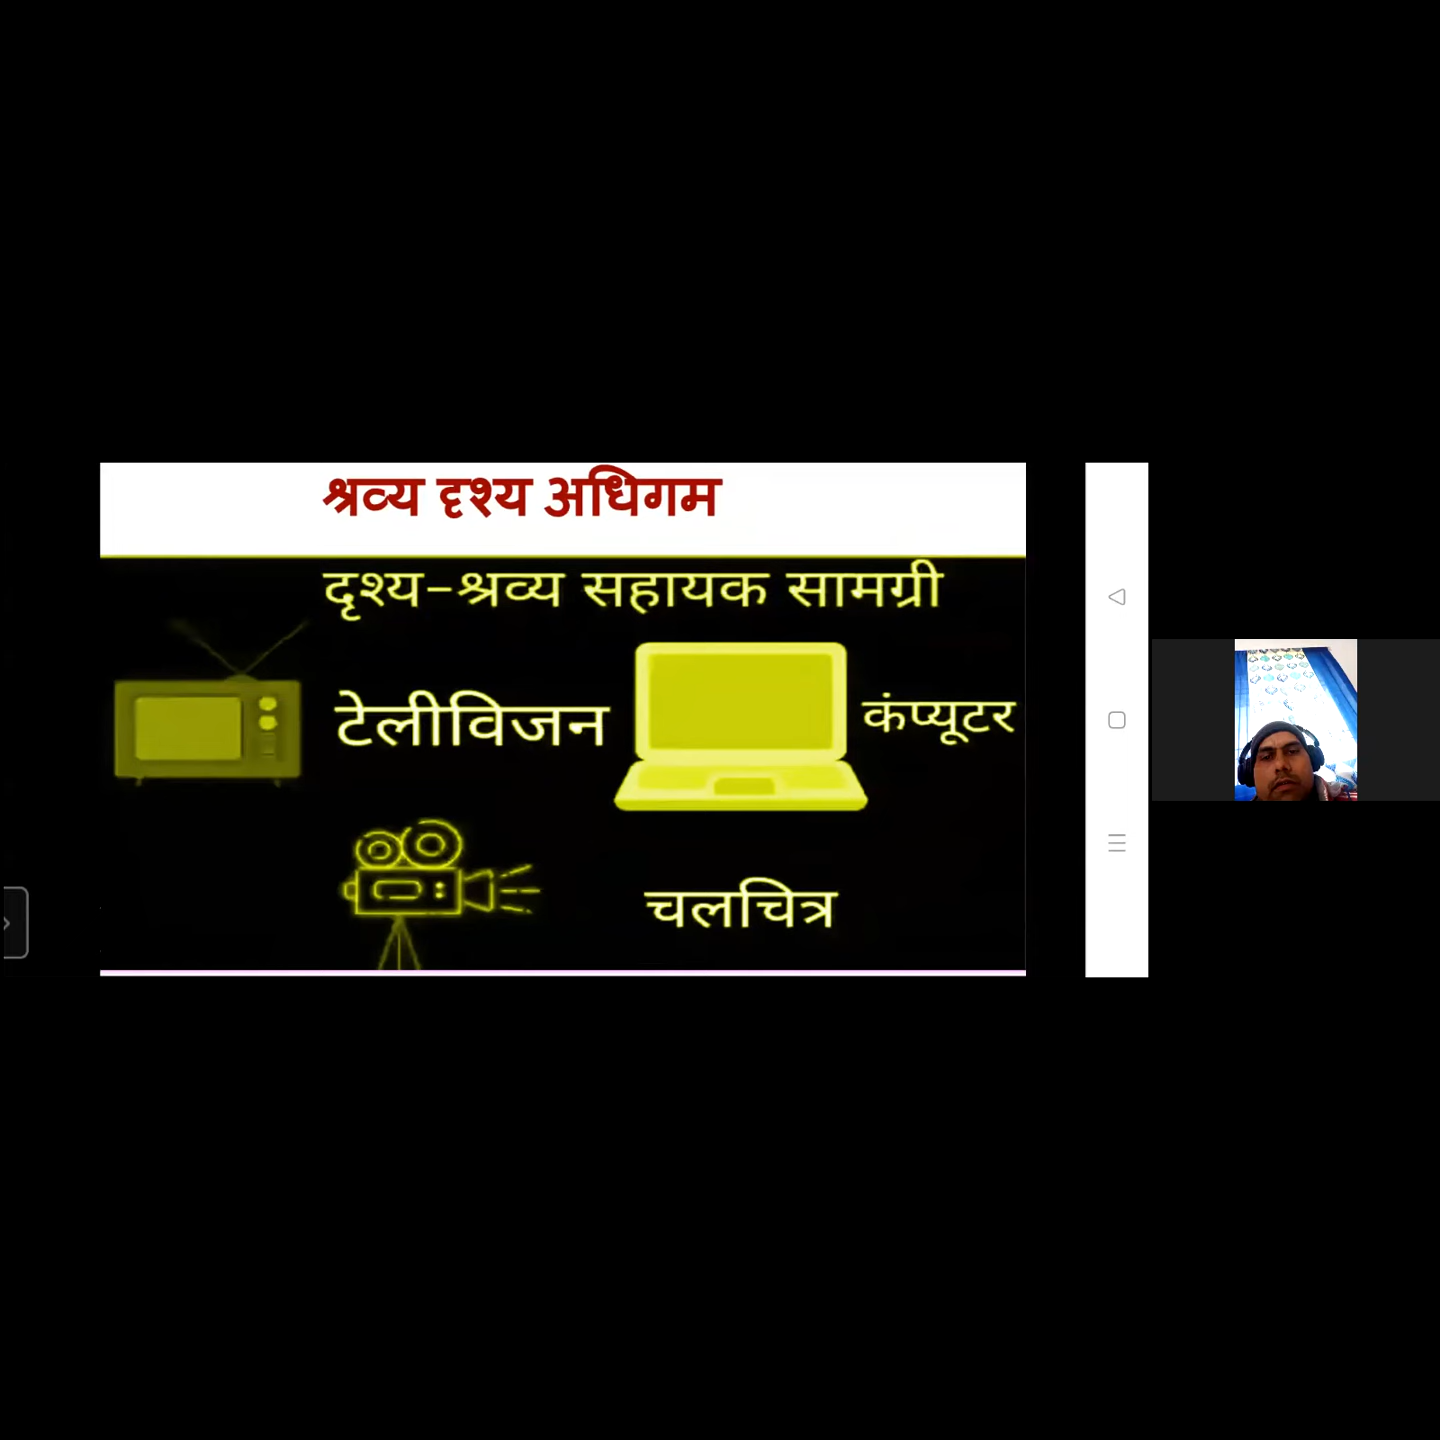 श्रव्य दृश्य अधिगम
दृश्य-श्रव्य सहायक सामग्री
टेलीविजन
कंप्यूटर
चलचित्र